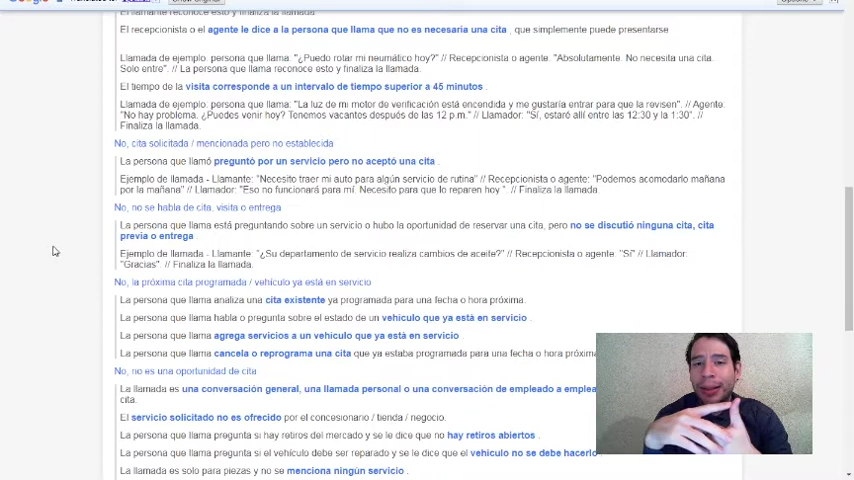 El llamante reconoce esto y finaliza la llamada
El recepcionista o el agente le dice a la persona que llama que no es necesaria una cita , que simplemente puede presentarse
Llamada de ejemplo: persona que llama: "¿Puedo rotar mi neumático hoy?" // Recepcionista o agente: "Absolutamente. No necesita una cita.
Solo entre". // La persona que llama reconoce esto y finaliza la llamada.
El tiempo de la visita corresponde a un intervalo de tiempo superior a 45 minutos .
Llamada de ejemplo: persona que llama: "La luz de mi motor de verificación está encendida y me gustaría entrar para que la revisen". // Agente:
"No hay problema. ¿Puedes venir hoy? Tenemos vacantes después de las 12 p.m." // Llamador: "Sí, estaré allí entre las 12:30 y la 1:30". //
Finaliza la llamada.
No, cita solicitada / mencionada pero no establecida
La persona que llamó preguntó por un servicio pero no aceptó una cita .
Ejemplo de llamada - Llamante: "Necesito traer mi auto para algún servicio de rutina" // Recepcionista o agente: "Podemos acomodarlo mañana
por la mañana" // Llamador: "Eso no funcionará para mí. Necesito para que lo reparen hoy ". // Finaliza la llamada.
No, no se habla de cita, visita o entrega
La persona que llama está preguntando sobre un servicio o hubo la oportunidad de reservar una cita, pero no se discutió ninguna cita, cita
previa o entrega .
Ejemplo de llamada - Llamante: "¿Su departamento de servicio realiza cambios de aceite?" // Recepcionista o agente: "Sí" // Llamador:
"Gracias". // Finaliza la llamada.
No, la próxima cita programada / vehículo ya está en servicio
La persona que llama analiza una cita existente ya programada para una fecha o hora próxima.
La persona que llama habla o pregunta sobre el estado de un vehículo que ya está en servicio .
La persona que llama agrega servicios a un vehículo que ya está en servicio .
La persona que llama cancela o reprograma una cita que ya estaba programada para una fecha o hora próxima
No, no es una oportunidad de cita
La llamada es una conversación general, una llamada personal o una conversación de empleado a
cita.
El servicio solicitado no es ofrecido por el concesionario / tienda / negocio.
La persona que llama pregunta si hay retiros del mercado y se le dice que no hay retiros abiertos .
La persona que llama pregunta si el vehículo debe ser reparado y se le dice que el vehículo no se debe hacerlo
La llamada es solo para piezas y no se menciona ningún servicio .